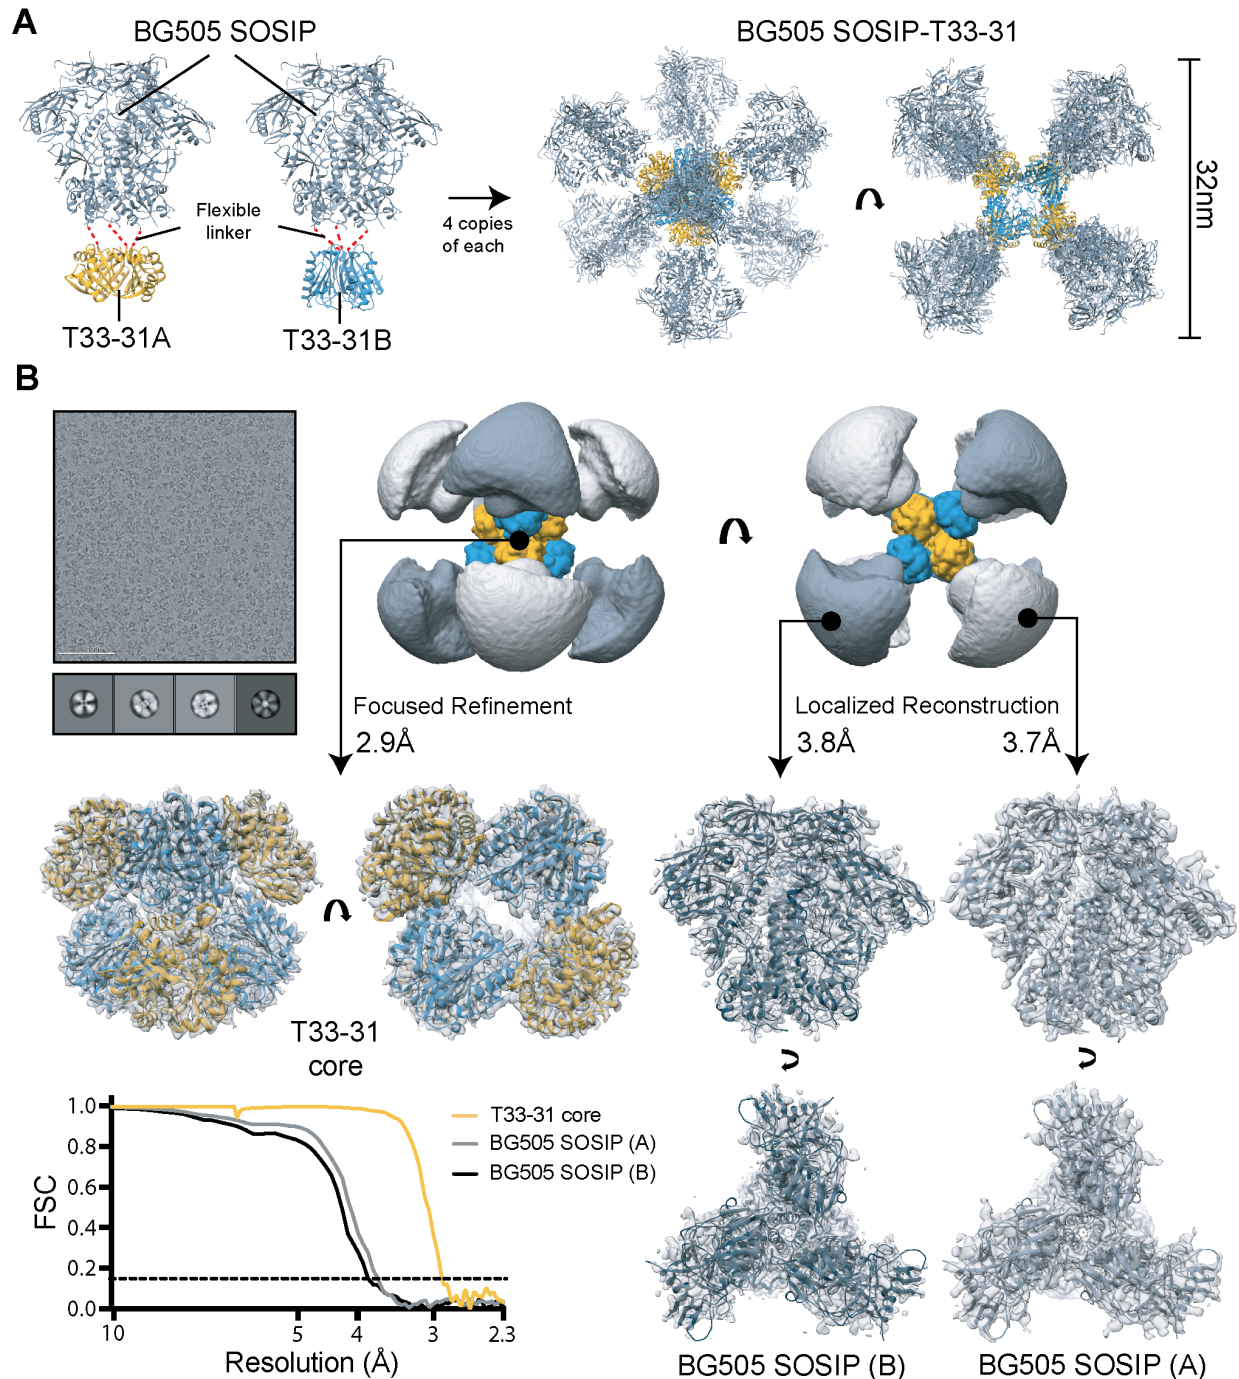 A
BG505 SOSIP
BG505 SOSIP-T33-31
Flexible
linker
4 copies
of each
32nm
T33-31A
T33-31B
B
Focused Refinement
2.9Å
Localized Reconstruction
3.8Å
3.7Å
T33-31
core
1.0
0.8
0.6
0.4
0.2
0.0
FSC
10
5
4
3
2.3
Resolution (Å)
T33-31 core
BG505 SOSIP (A)
BG505 SOSIP (B)
BG505 SOSIP (B)
BG505 SOSIP (A)